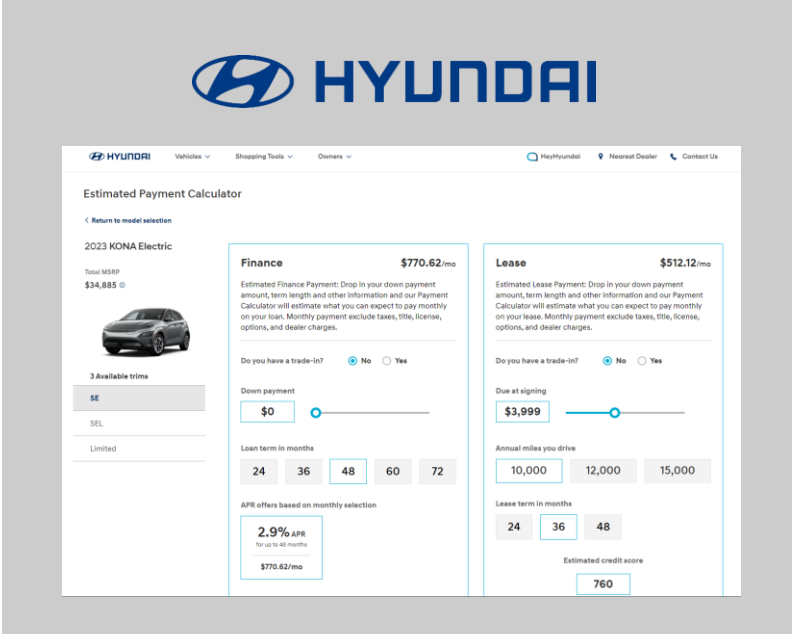 HYUNDAI
HYUNDAI Vehicles Shopping Tools Owners HeyHyundai Nearest Dealer Contact Us
Estimated Payment Calculator
< Return to model selection
2023 KONA Electric
Total MSRP
$34,885
3 Available trims
SE
SEL
Limited
Finance $770.62/mo
Estimated Finance Payment: Drop in your down payment
amount, term length and other information and our Payment
Calculator will estimate what you can expect to pay monthly
on your loan. Monthly payment exclude taxes, title, license,
options, and dealer charges.
Do you have a trade-in? No Yes
Down payment
$0
Loan term in months
24 36 48 60 72
APR offers based on monthly selection
2.9% APR
for up to 48 months
$770.62/mo
Lease $512.12/mo
Estimated Lease Payment: Drop in your down payment
amount, term length and other information and our Payment
Calculator will estimate what you can expect to pay monthly
on your lease. Monthly payment exclude taxes, title, license,
options, and dealer charges.
Do you have a trade-in? No Yes
Due at signing
$3,999
Annual miles you drive
10,000 12,000 15,000
Lease term in months
24 36 48
Estimated credit score
760